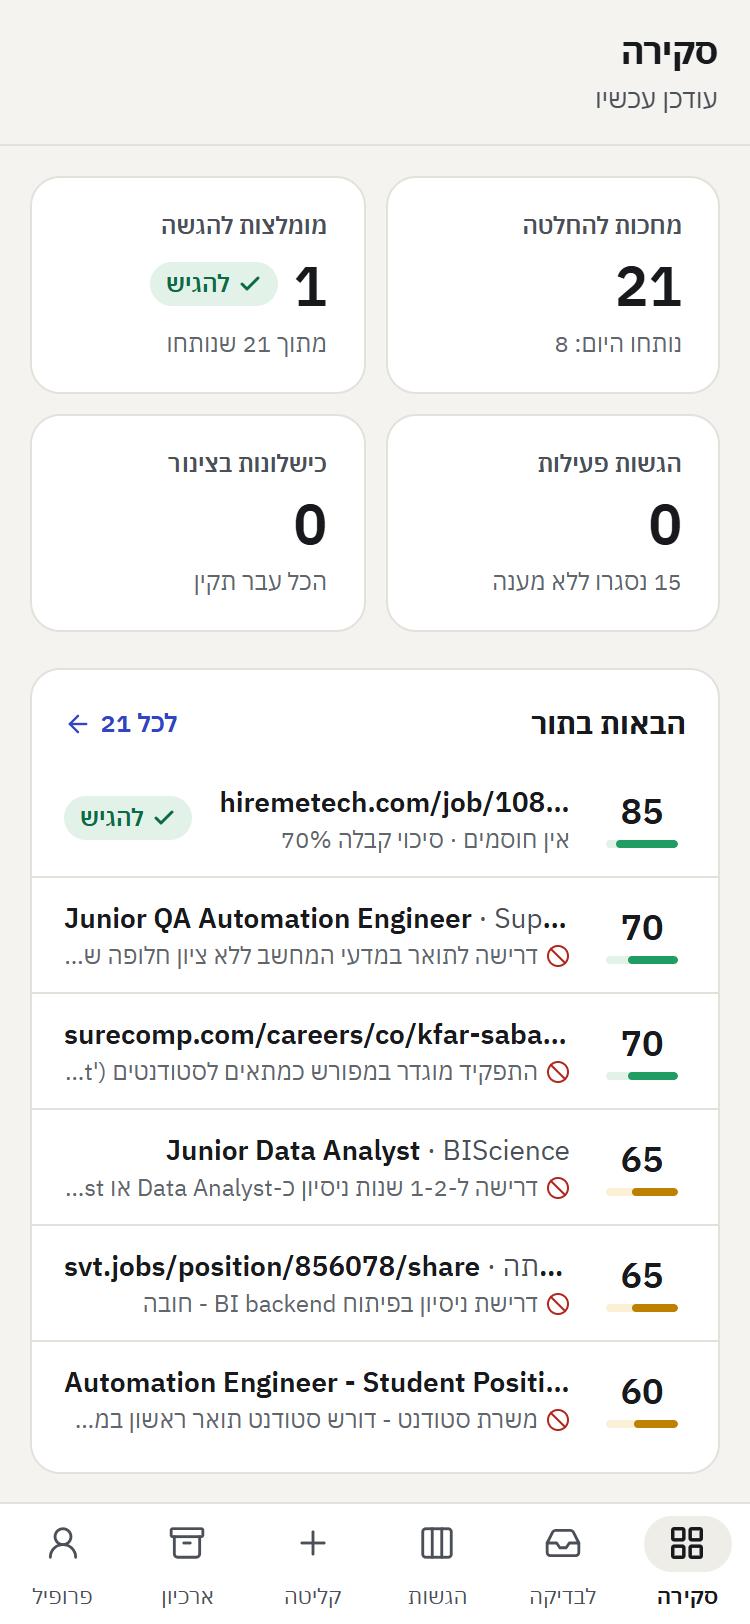 סקירה
עודכן עכשיו
מחכות להחלטה
21
נותחו היום: 8
מומלצות להגשה
1 להגיש
מתוך 21 שנותחו
הגשות פעילות
0
15 נסגרו ללא מענה
כישלונות בצינור
0
הכל עבר תקין
הבאות בתור
לכל 21
85
hiremetech.com/job/108...
אין חוסמים · סיכוי קבלה 70%
להגיש
70
Junior QA Automation Engineer · Sup...
דרישה לתואר במדעי המחשב ללא ציון חלופה ש...
70
surecomp.com/careers/co/kfar-saba...
התפקיד מוגדר במפורש כמתאים לסטודנטים ('t...
65
Junior Data Analyst · BIScience
דרישה ל-1-2 שנות ניסיון כ-Data Analyst או st...
65
svt.jobs/position/856078/share · תה...
דרישת ניסיון בפיתוח BI backend - חובה
60
Automation Engineer - Student Positi...
משרת סטודנט - דורש סטודנט תואר ראשון במ...
סקירה
לבדיקה
הגשות
קליטה
ארכיון
פרופיל